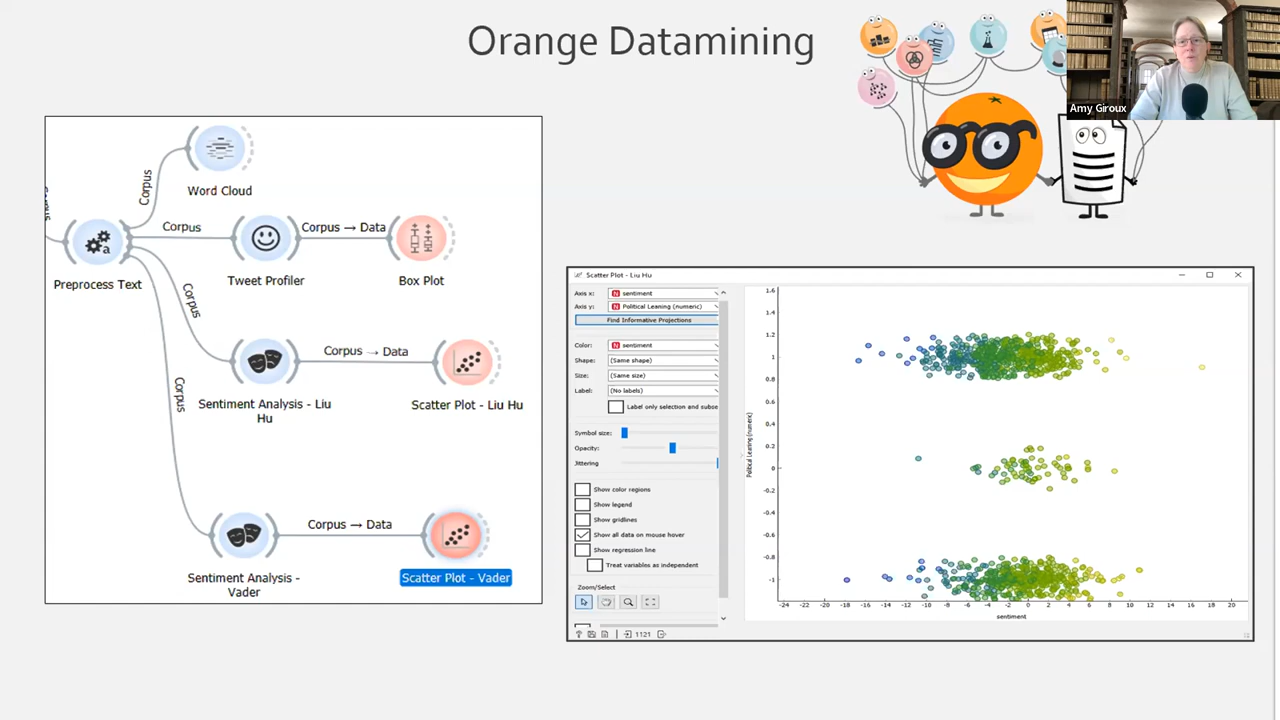 Orange Datamining
Amy Giroux
Corpus
Word Cloud
Corpus
Corpus → Data
Preprocess Text
Tweet Profiler
Box Plot
Corpus
Corpus → Data
Sentiment Analysis - Liu
Hu
Scatter Plot - Liu Hu
Corpus
Corpus → Data
Sentiment Analysis -
Vader
Scatter Plot - Vader
Scatter Plot - Liu Hu
Axis x:
N sentiment
Axis y:
N Political Leaning (numeric)
Find Informative Projections
Color:
N sentiment
Shape:
(Same shape)
Size:
(Same size)
Label:
(No labels)
Label only selection and subse
Symbol size:
Opacity:
Jittering
Show color regions
Show legend
Show gridlines
Show all data on mouse hover
Show regression line
Treat variables as independent
Zoom/Select
1121
Political Leaning (numeric)
1.6
1.4
1.2
1
0.8
0.6
0.4
0.2
0
-0.2
-0.4
-0.6
-0.8
-1
-24 -22 -20 -18 -16 -14 -12 -10 -8 -6 -4 -2 0 2 4 6 8 10 12 14 16 18 20
sentiment